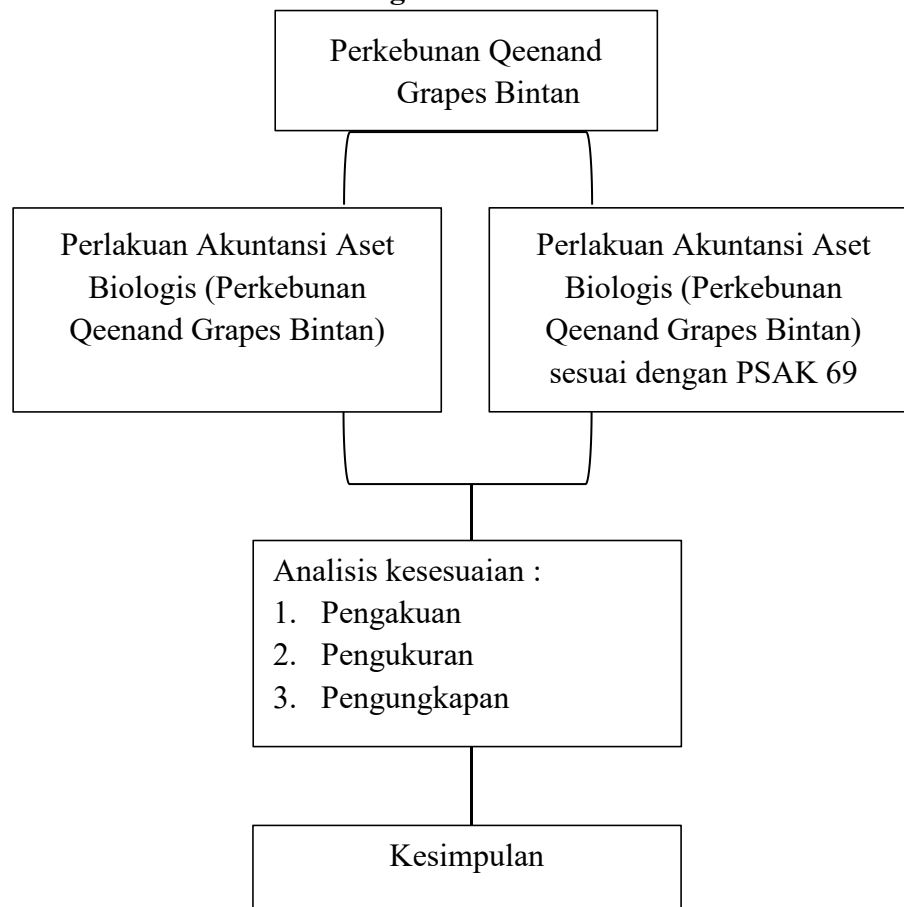 Perkebunan Qeenand
Grapes Bintan
Perlakuan Akuntansi Aset
Biologis (Perkebunan
Qeenand Grapes Bintan)
Perlakuan Akuntansi Aset
Biologis (Perkebunan
Qeenand Grapes Bintan)
sesuai dengan PSAK 69
Analisis kesesuaian :
1. Pengakuan
2. Pengukuran
3. Pengungkapan
Kesimpulan